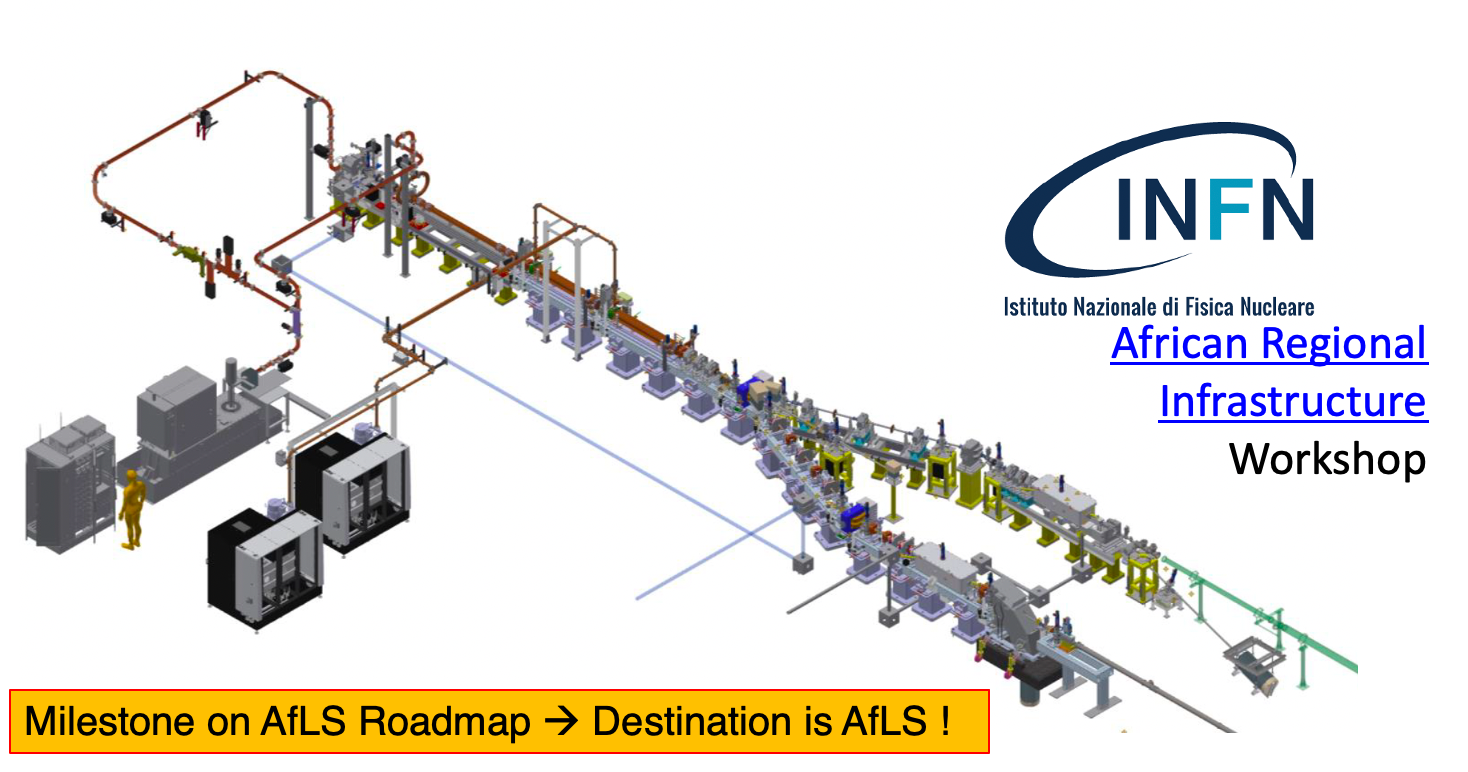 INFN
Istituto Nazionale di Fisica Nucleare
African Regional
Infrastructure
Workshop
Milestone on AfLS Roadmap → Destination is AfLS !